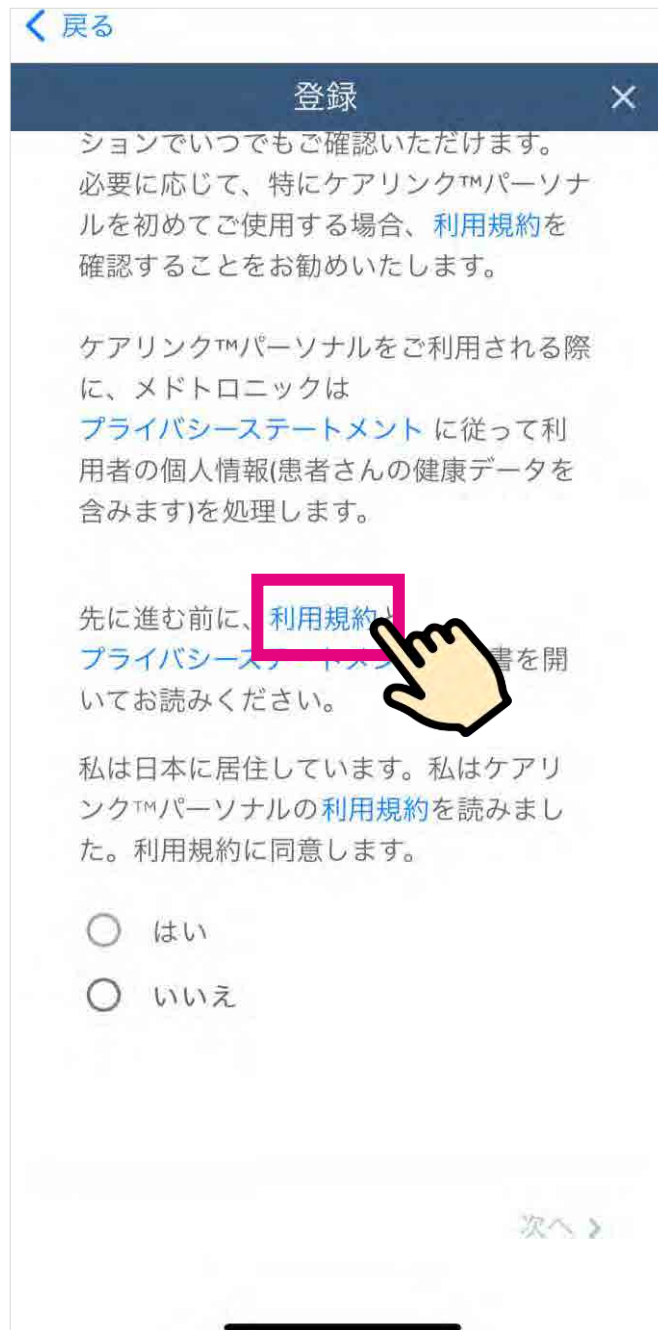 戻る
登録
ションでいつでもご確認いただけます。
必要に応じて、特にケアリンク™パーソナ
ルを初めてご使用する場合、利用規約を
確認することをお勧めいたします。
ケアリンク™パーソナルをご利用される際
に、メドトロニックは
プライバシーステートメント に従って利
用者の個人情報(患者さんの健康データを
含みます)を処理します。
先に進む前に、利用規約
プライバシーステートメン 書を開
いてお読みください。
私は日本に居住しています。私はケアリ
ンク™パーソナルの利用規約を読みまし
た。利用規約に同意します。
はい
いいえ
次へ